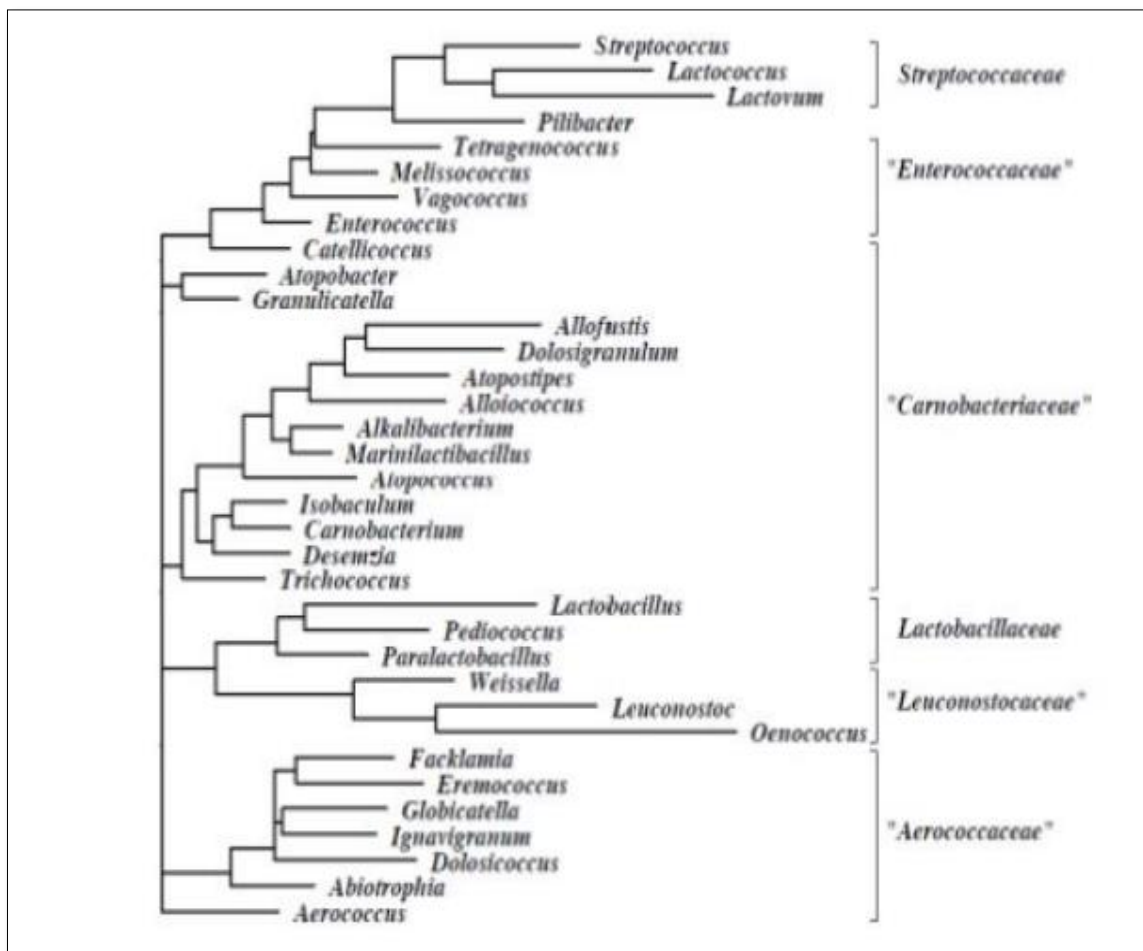 Streptococcus
Lactococcus
Streptococcaceae
Lactovum
Pilibacter
Tetragenococcus
"Enterococcaceae"
Melissococcus
Vagococcus
Enterococcus
Catellicoccus
Atopobacter
Granulicatella
Allofustis
Dolosigranulum
Atopostipes
Alloiococcus
"Carnobacteriaceae"
Alkalibacterium
Marinilactibacillus
Atopococcus
Isobaculum
Carnobacterium
Desemzia
Trichococcus
Lactobacillus
Pediococcus
Lactobacillaceae
Paralactobacillus
Weissella
"Leuconostocaceae"
Leuconostoc
Oenococcus
Facklamia
Eremococcus
Globicatella
Ignavigranum
"Aerococcaceae"
Dolosicoccus
Abiotrophia
Aerococcus